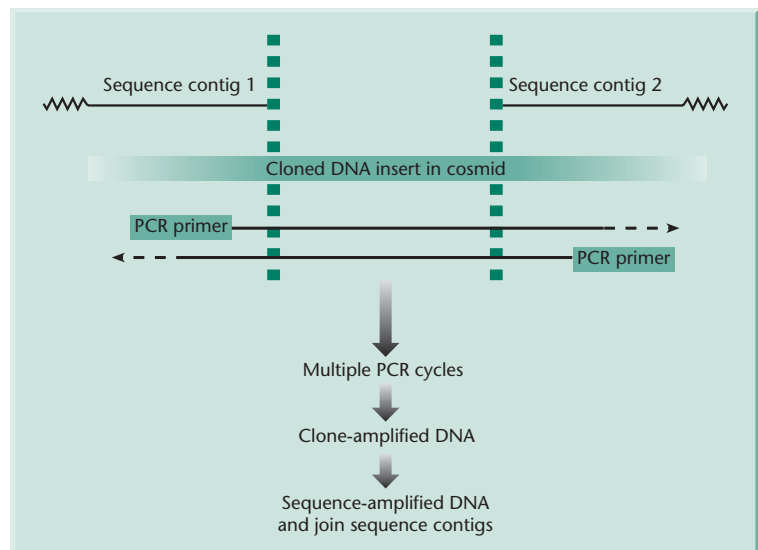 Sequence contig 1
Sequence contig 2
Cloned DNA insert in cosmid
PCR primer
PCR primer
Multiple PCR cycles
Clone-amplified DNA
Sequence-amplified DNA
and join sequence contigs